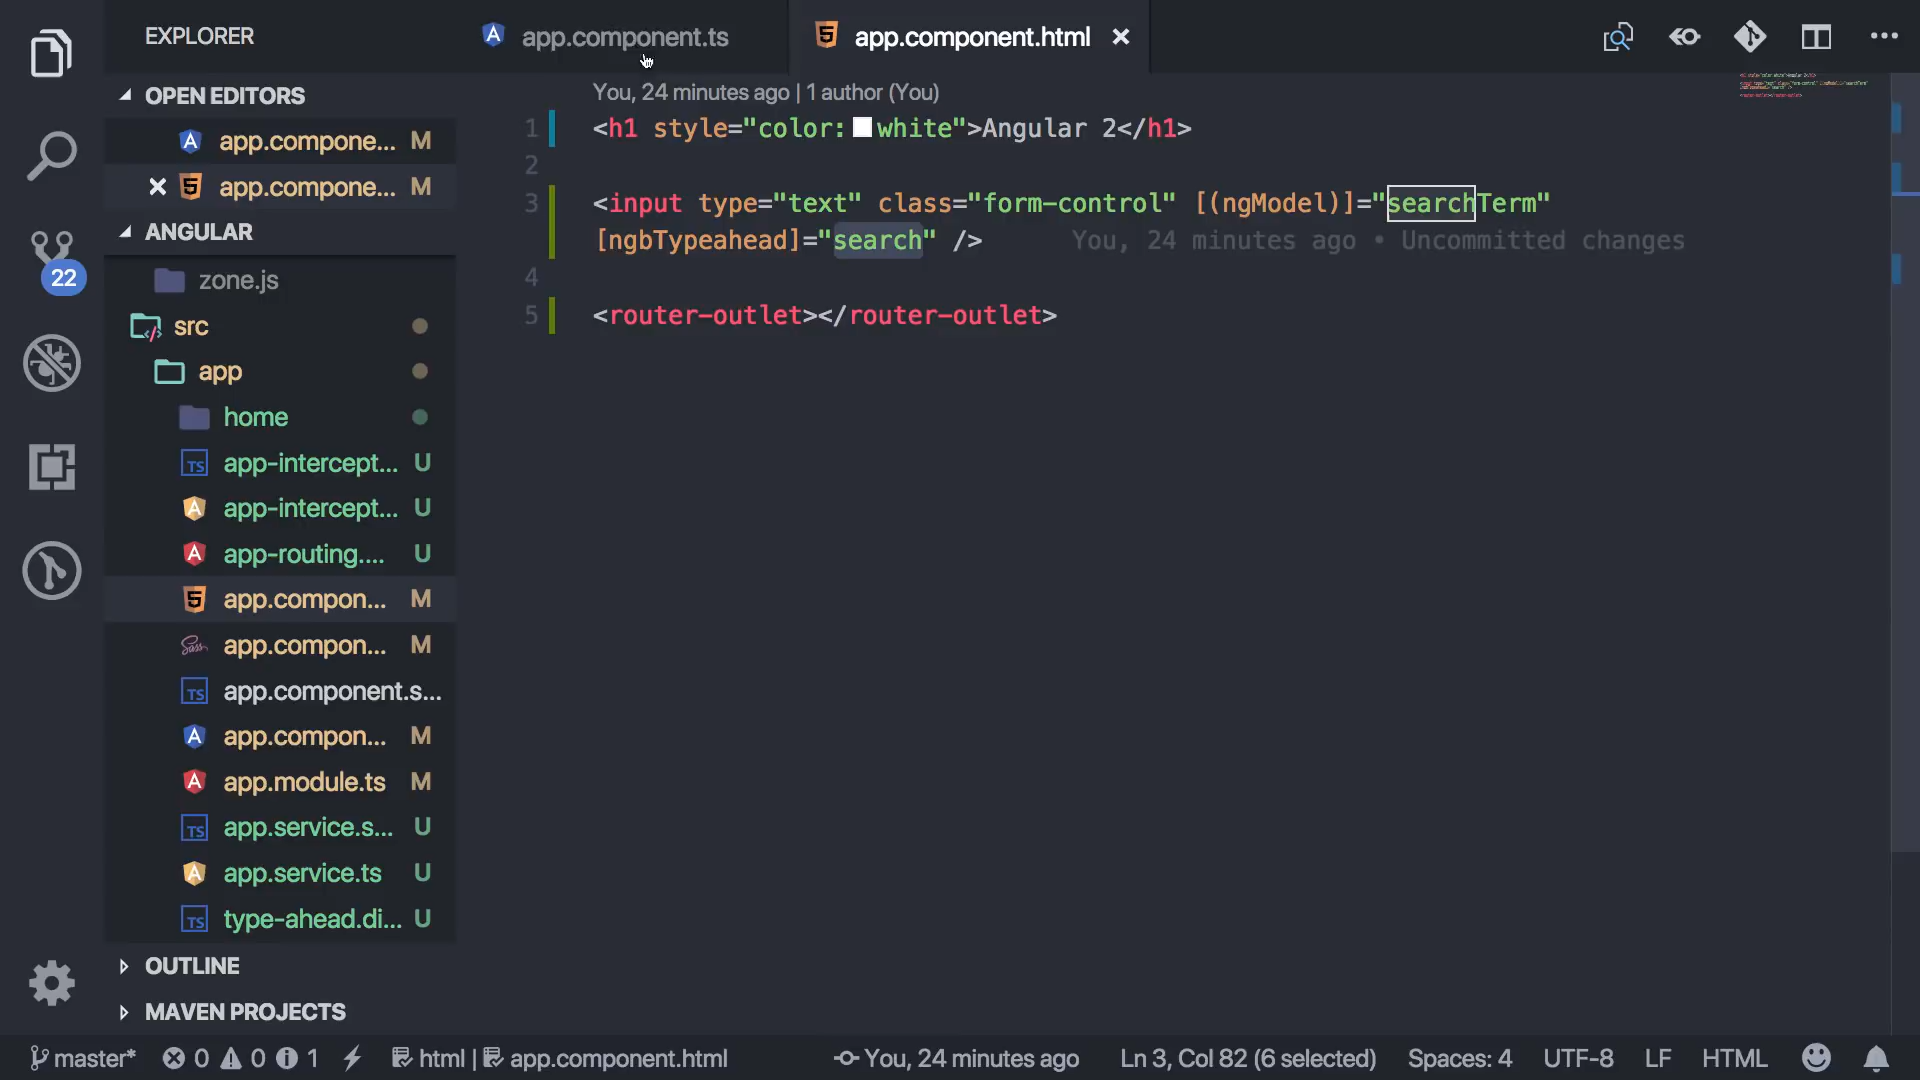 EXPLORER
app.component.ts
app.component.html
OPEN EDITORS
app.compone... M
app.compone... M
ANGULAR
22
zone.js
src
app
home
app-intercept... U
app-intercept... U
app-routing.... U
app.compon... M
app.compon... M
app.component.s...
app.compon... M
app.module.ts M
app.service.s... U
app.service.ts U
type-ahead.di... U
OUTLINE
MAVEN PROJECTS
You, 24 minutes ago | 1 author (You)
1 <h1 style="color: white">Angular 2</h1>
2
3 <input type="text" class="form-control" [(ngModel)]="searchTerm"
[ngbTypeahead]="search" /> You, 24 minutes ago • Uncommitted changes
4
5 <router-outlet></router-outlet>
master* 0 0 1 html | app.component.html You, 24 minutes ago Ln 3, Col 82 (6 selected) Spaces: 4 UTF-8 LF HTML